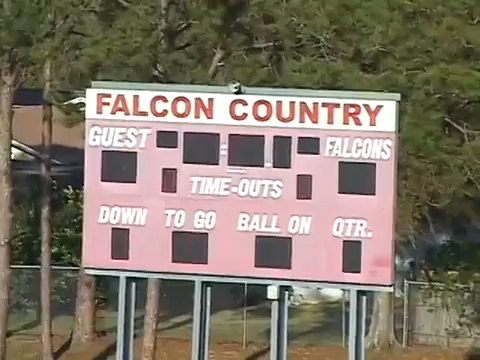 FALCON COUNTRY
GUEST FALCONS
TIME-OUTS
DOWN TO GO BALL ON QTR.